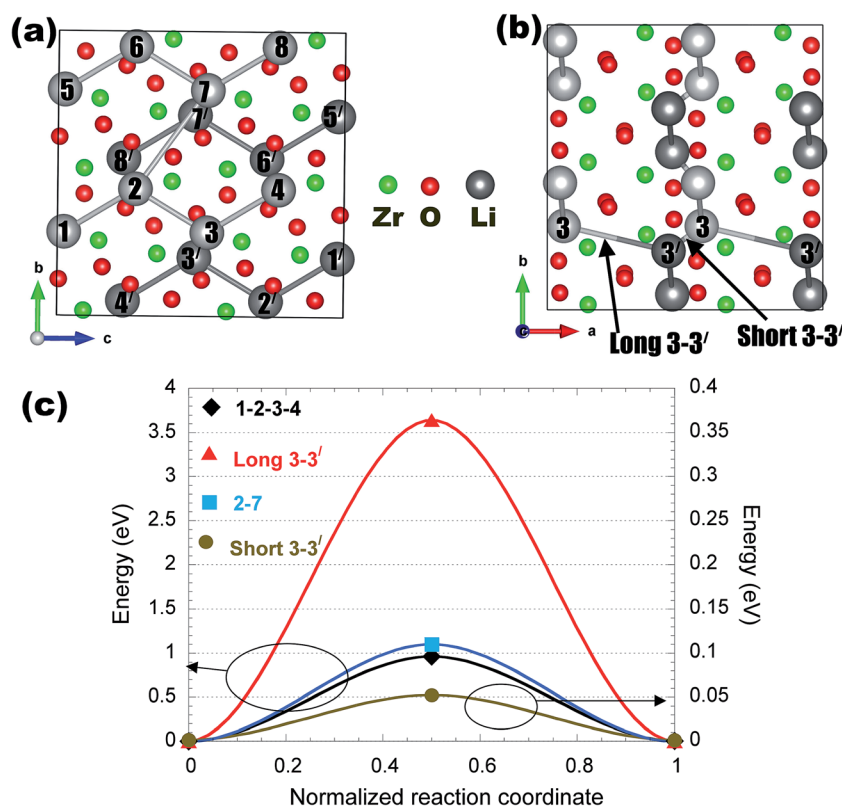 (a)
6
8
5
7
7/
5/
8/
6/
2
4
1
3
3/
1/
4/
2/
b
c
Zr O Li
(b)
3
3
3/
3/
b
c
a
Long 3-3/
Short 3-3/
(c)
Energy (eV)
4
3.5
3
2.5
2
1.5
1
0.5
0
1-2-3-4
Long 3-3/
2-7
Short 3-3/
0.4
0.35
0.3
0.25
0.2
0.15
0.1
0.05
0
Energy (eV)
0 0.2 0.4 0.6 0.8 1
Normalized reaction coordinate